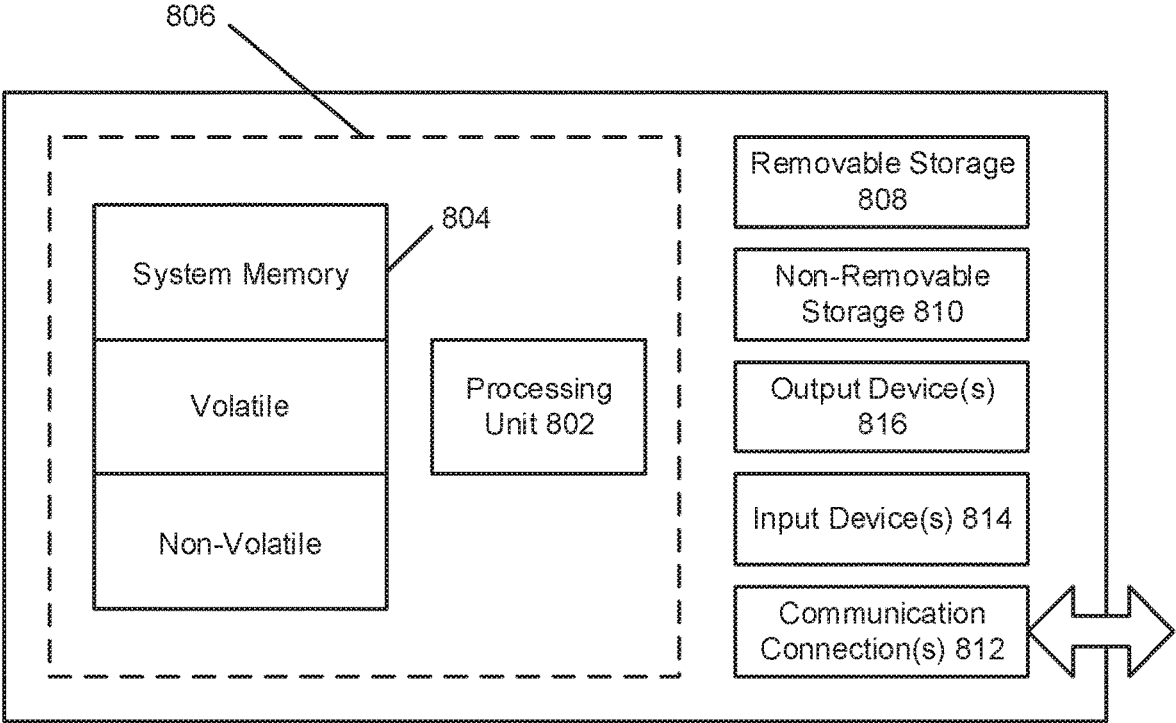 806
804
System Memory
Volatile
Non-Volatile
Processing
Unit 802
Removable Storage
808
Non-Removable
Storage 810
Output Device(s)
816
Input Device(s) 814
Communication
Connection(s) 812